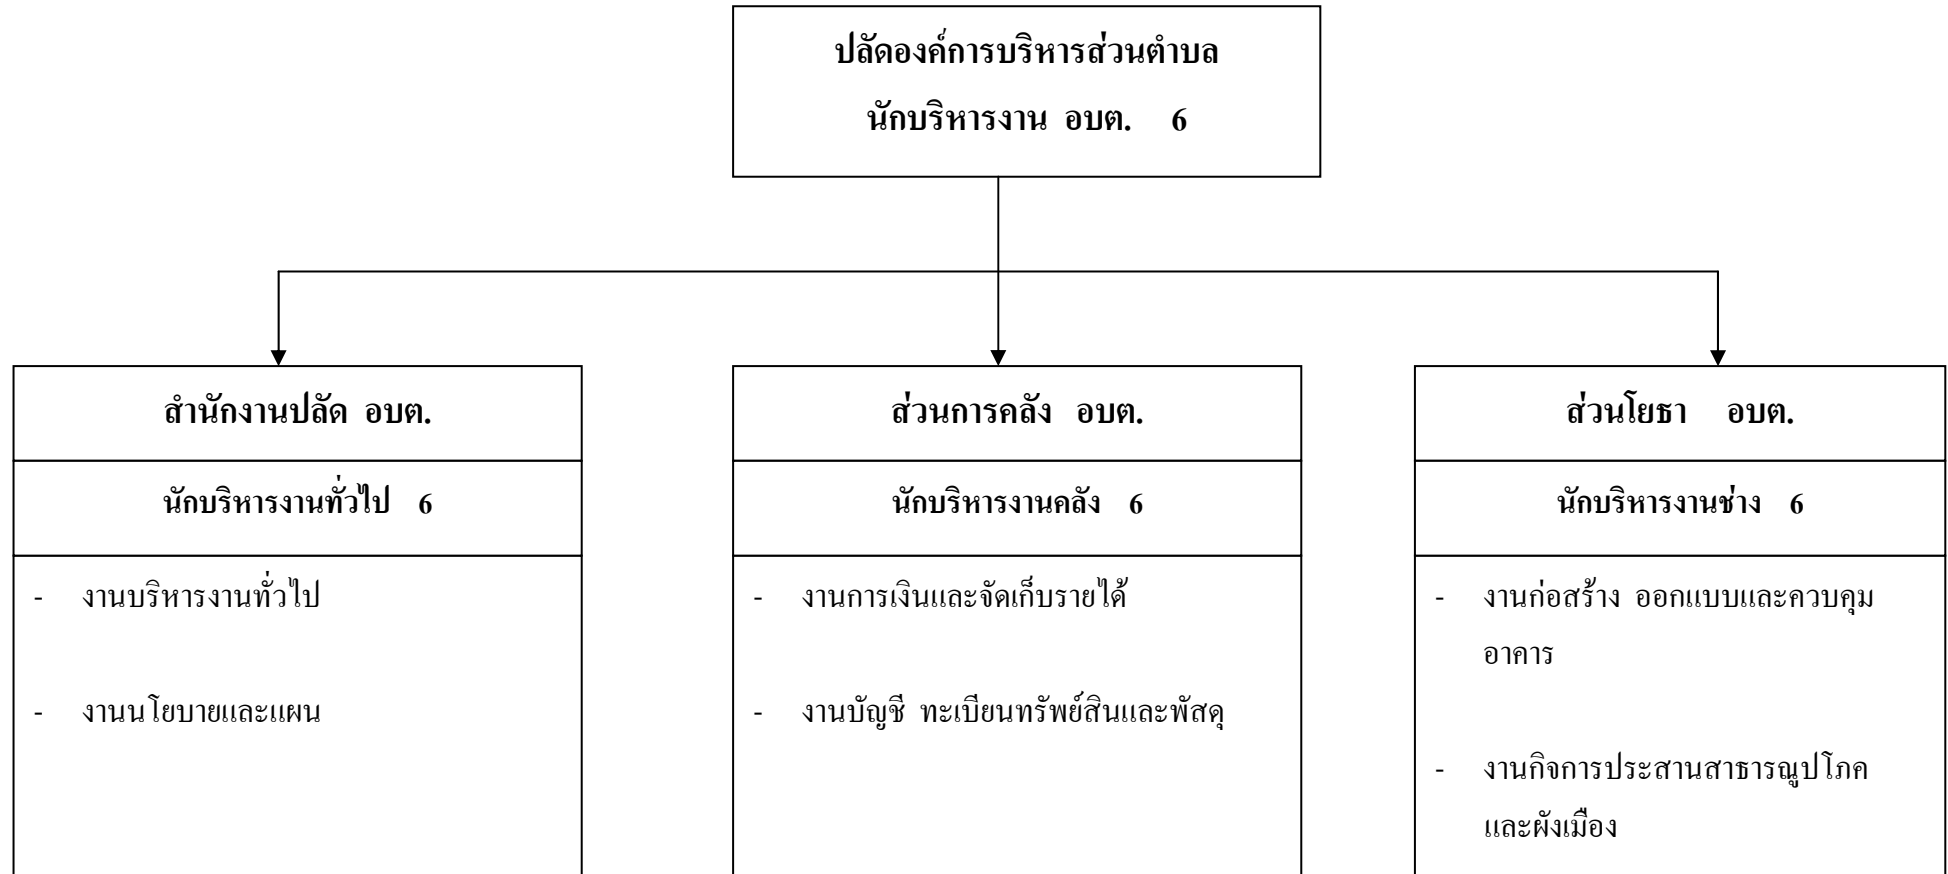 ปลัดองค์การบริหารส่วนตำบล
นักบริหารงาน อบต. 6
สำนักงานปลัด อบต.
นักบริหารงานทั่วไป 6
- งานบริหารงานทั่วไป
- งานนโยบายและแผน
ส่วนการคลัง อบต.
นักบริหารงานคลัง 6
- งานการเงินและจัดเก็บรายได้
- งานบัญชี ทะเบียนทรัพย์สินและพัสดุ
ส่วนโยธา อบต.
นักบริหารงานช่าง 6
- งานก่อสร้าง ออกแบบและควบคุม
อาคาร
- งานกิจการประสานสาธารณูปโภค
และผังเมือง